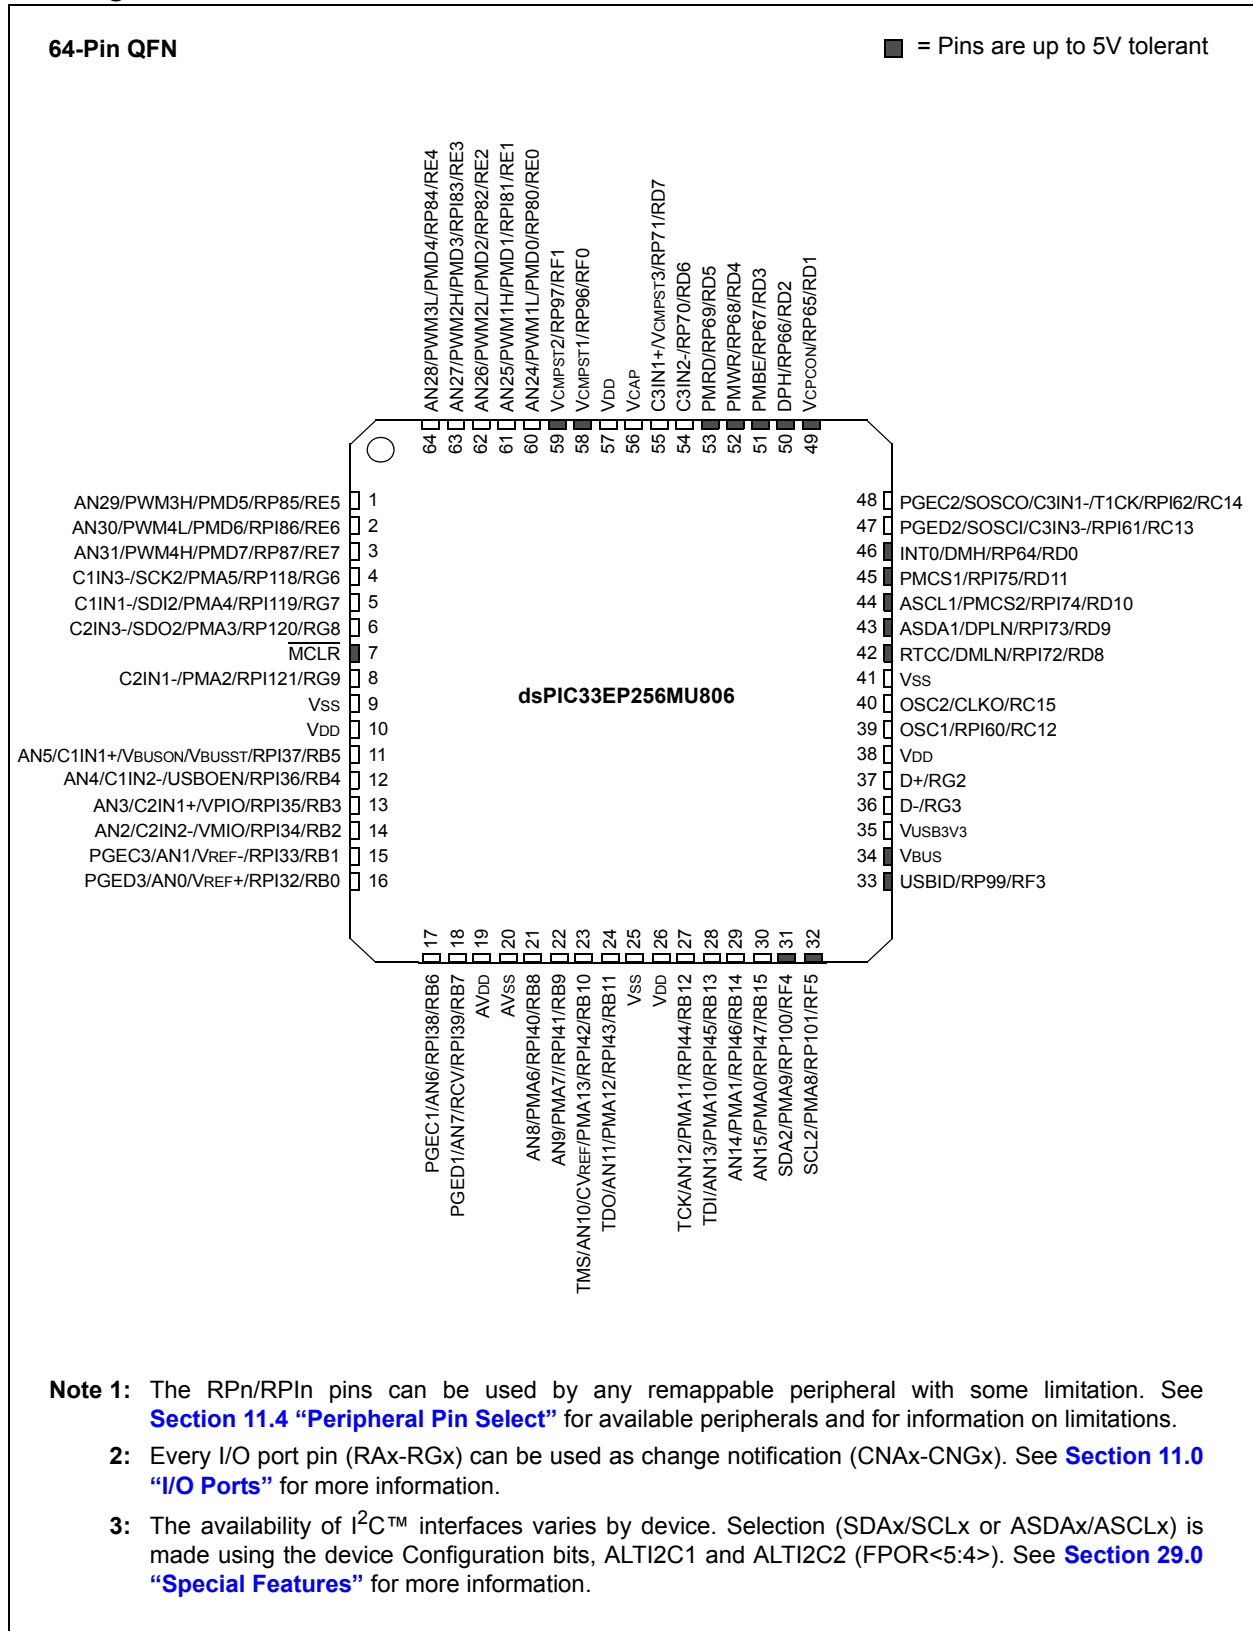 64-Pin QFN
= Pins are up to 5V tolerant
AN28/PWM3L/PMD4/RP84/RE4
AN27/PWM2H/PMD3/RPI83/RE3
AN26/PWM2L/PMD2/RP82/RE2
AN25/PWM1H/PMD1/RPI81/RE1
AN24/PWM1L/PMD0/RP80/RE0
VCMPST2/RP97/RF1
VCMPST1/RP96/RF0
VDD
VCAP
C3IN1+/VCMPST3/RP71/RD7
C3IN2-/RP70/RD6
PMRD/RP69/RD5
PMWR/RP68/RD4
PMBE/RP67/RD3
DPH/RP66/RD2
VCPCON/RP65/RD1
64 63 62 61 60 59 58 57 56 55 54 53 52 51 50 49
AN29/PWM3H/PMD5/RP85/RE5 1
AN30/PWM4L/PMD6/RPI86/RE6 2
AN31/PWM4H/PMD7/RP87/RE7 3
C1IN3-/SCK2/PMA5/RP118/RG6 4
C1IN1-/SDI2/PMA4/RPI119/RG7 5
C2IN3-/SDO2/PMA3/RP120/RG8 6
MCLR 7
C2IN1-/PMA2/RPI121/RG9 8
VSS 9
VDD 10
AN5/C1IN1+/VBUSON/VBUSST/RPI37/RB5 11
AN4/C1IN2-/USBOEN/RPI36/RB4 12
AN3/C2IN1+/VPIO/RPI35/RB3 13
AN2/C2IN2-/VMIO/RPI34/RB2 14
PGEC3/AN1/VREF-/RPI33/RB1 15
PGED3/AN0/VREF+/RPI32/RB0 16
dsPIC33EP256MU806
48 PGEC2/SOSCO/C3IN1-/T1CK/RPI62/RC14
47 PGED2/SOSCI/C3IN3-/RPI61/RC13
46 INT0/DMH/RP64/RD0
45 PMCS1/RPI75/RD11
44 ASCL1/PMCS2/RPI74/RD10
43 ASDA1/DPLN/RPI73/RD9
42 RTCC/DMLN/RPI72/RD8
41 VSS
40 OSC2/CLKO/RC15
39 OSC1/RPI60/RC12
38 VDD
37 D+/RG2
36 D-/RG3
35 VUSB3V3
34 VBUS
33 USBID/RP99/RF3
17 18 19 20 21 22 23 24 25 26 27 28 29 30 31 32
PGEC1/AN6/RPI38/RB6
PGED1/AN7/RCV/RPI39/RB7
AVDD
AVSS
AN8/PMA6/RPI40/RB8
AN9/PMA7//RPI41/RB9
TMS/AN10/CVREF/PMA13/RPI42/RB10
TDO/AN11/PMA12/RPI43/RB11
VSS
VDD
TCK/AN12/PMA11/RPI44/RB12
TDI/AN13/PMA10/RPI45/RB13
AN14/PMA1/RPI46/RB14
AN15/PMA0/RPI47/RB15
SDA2/PMA9/RP100/RF4
SCL2/PMA8/RP101/RF5
Note 1: The RPn/RPIn pins can be used by any remappable peripheral with some limitation. See
Section 11.4 “Peripheral Pin Select” for available peripherals and for information on limitations.
2: Every I/O port pin (RAx-RGx) can be used as change notification (CNAx-CNGx). See Section 11.0
“I/O Ports” for more information.
3: The availability of I2C™ interfaces varies by device. Selection (SDAx/SCLx or ASDAx/ASCLx) is
made using the device Configuration bits, ALTI2C1 and ALTI2C2 (FPOR<5:4>). See Section 29.0
“Special Features” for more information.